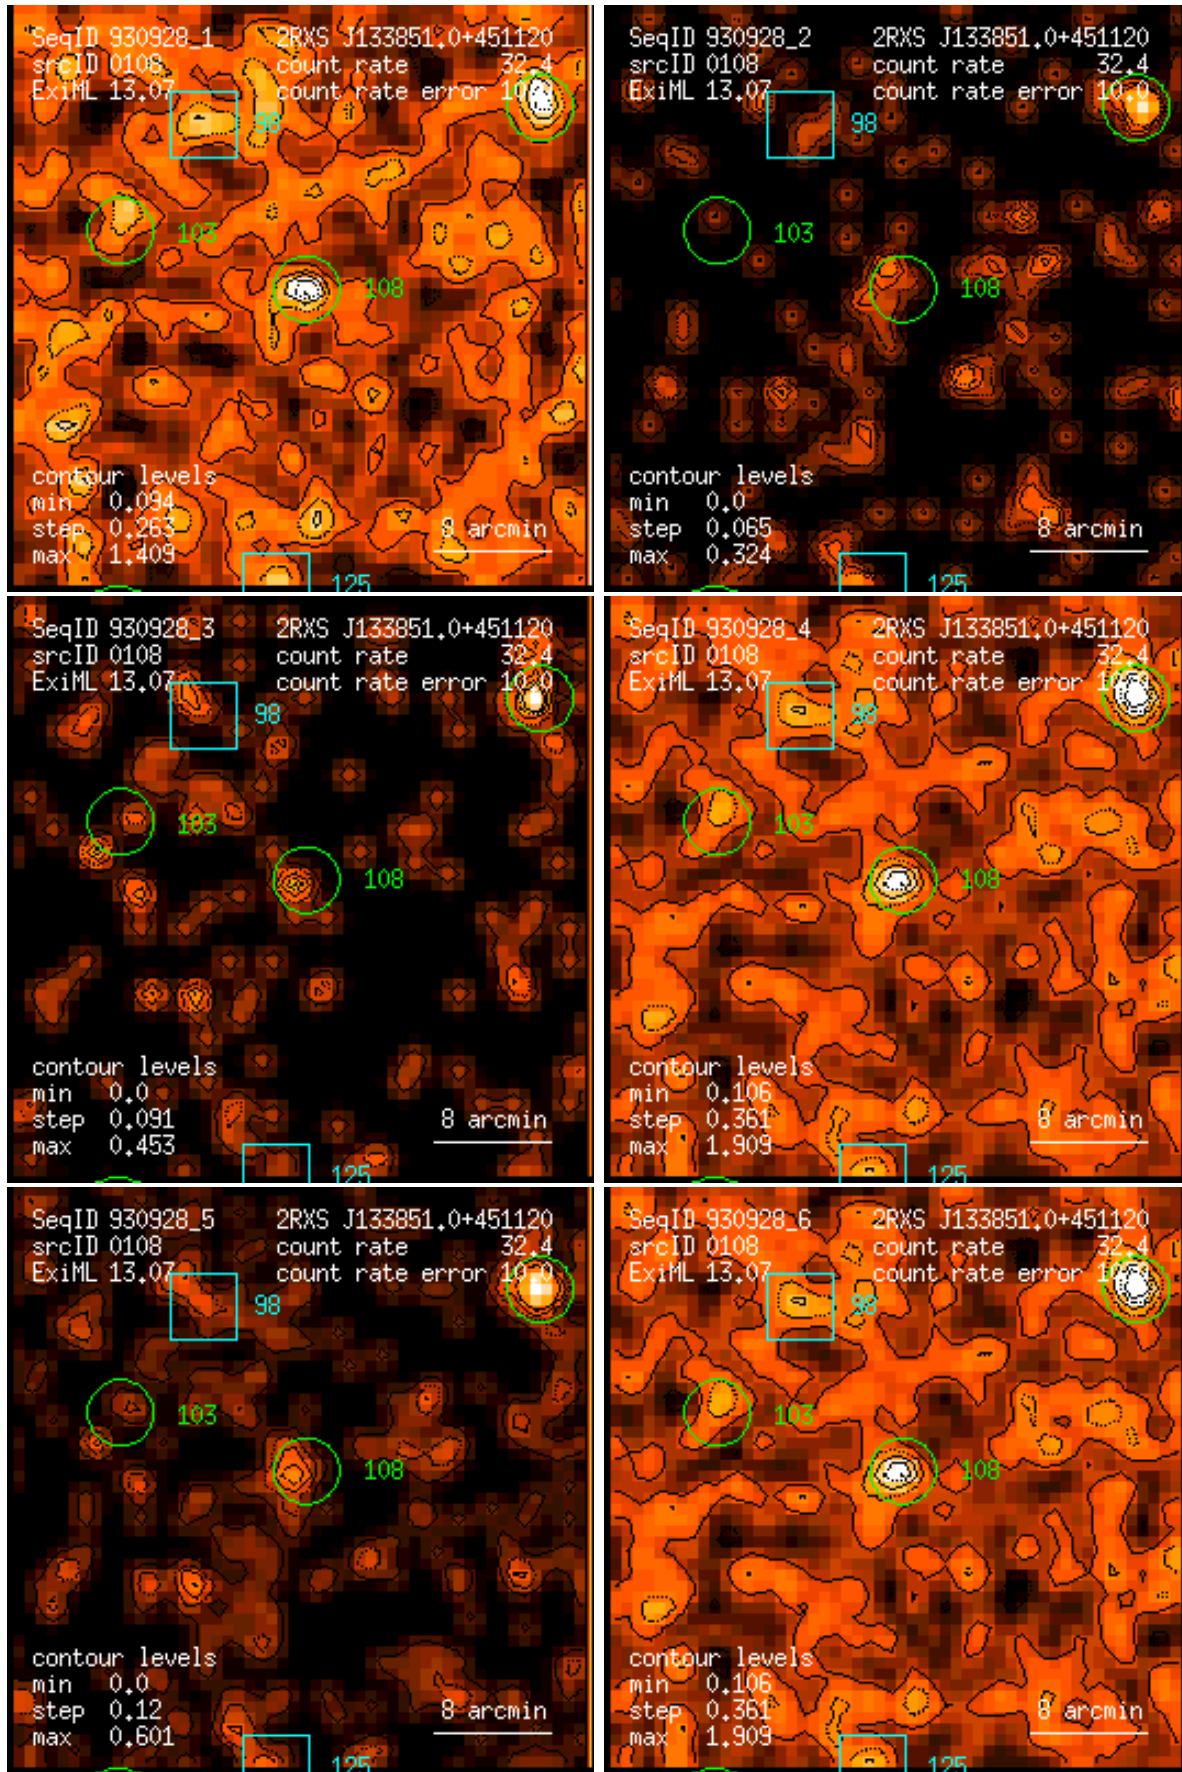 SeqID 930928_1 2RXS J133851.0+451120
srcID 0108 count rate 32.4
ExiML 13.07 count rate error 10.0
98
103
108
contour levels
min 0.094
step 0.263
max 1.409
8 arcmin
125
SeqID 930928_2 2RXS J133851.0+451120
srcID 0108 count rate 32.4
ExiML 13.07 count rate error 10.0
98
103
108
contour levels
min 0.0
step 0.065
max 0.324
8 arcmin
125
SeqID 930928_3 2RXS J133851.0+451120
srcID 0108 count rate 32.4
ExiML 13.07 count rate error 10.0
98
103
108
contour levels
min 0.0
step 0.091
max 0.453
8 arcmin
125
SeqID 930928_4 2RXS J133851.0+451120
srcID 0108 count rate 32.4
ExiML 13.07 count rate error 10.0
98
103
108
contour levels
min 0.106
step 0.361
max 1.909
8 arcmin
125
SeqID 930928_5 2RXS J133851.0+451120
srcID 0108 count rate 32.4
ExiML 13.07 count rate error 10.0
98
103
108
contour levels
min 0.0
step 0.12
max 0.601
8 arcmin
125
SeqID 930928_6 2RXS J133851.0+451120
srcID 0108 count rate 32.4
ExiML 13.07 count rate error 10.0
98
103
108
contour levels
min 0.106
step 0.361
max 1.909
8 arcmin
125